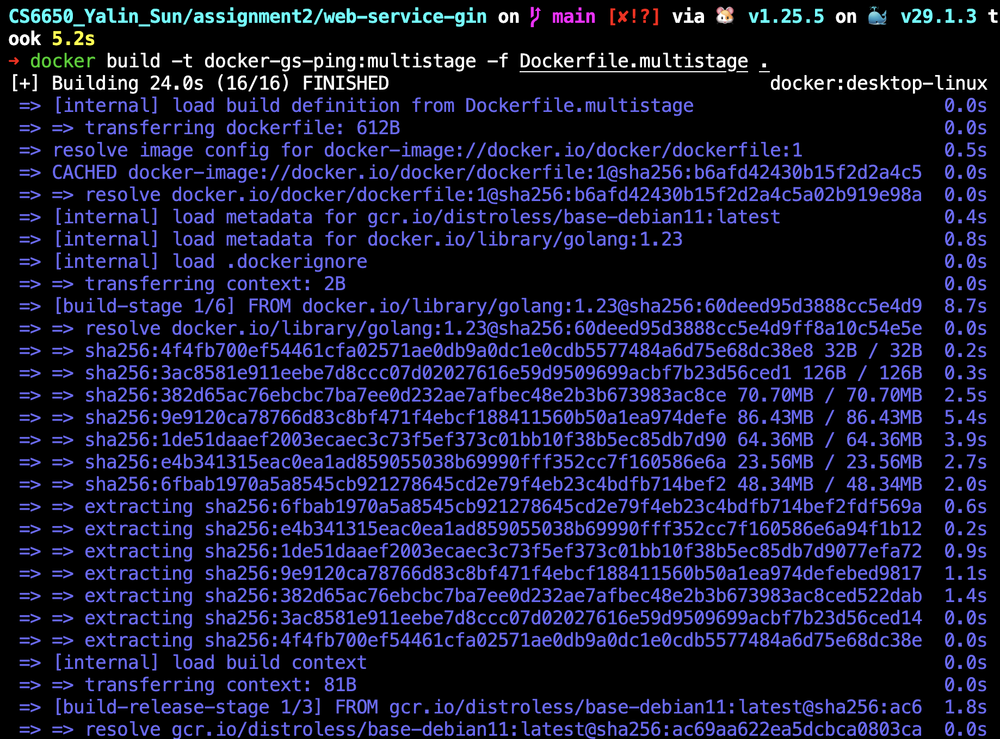 CS6650_Yalin_Sun/assignment2/web-service-gin on main [✘!?] via 🐹 v1.25.5 on 🐳 v29.1.3 t
ook 5.2s
→ docker build -t docker-gs-ping:multistage -f Dockerfile.multistage .
[+] Building 24.0s (16/16) FINISHED docker:desktop-linux
=> [internal] load build definition from Dockerfile.multistage 0.0s
=> => transferring dockerfile: 612B 0.0s
=> resolve image config for docker-image://docker.io/docker/dockerfile:1 0.5s
=> CACHED docker-image://docker.io/docker/dockerfile:1@sha256:b6afd42430b15f2d2a4c5 0.0s
=> => resolve docker.io/docker/dockerfile:1@sha256:b6afd42430b15f2d2a4c5a02b919e98a 0.0s
=> [internal] load metadata for gcr.io/distroless/base-debian11:latest 0.4s
=> [internal] load metadata for docker.io/library/golang:1.23 0.8s
=> [internal] load .dockerignore 0.0s
=> => transferring context: 2B 0.0s
=> [build-stage 1/6] FROM docker.io/library/golang:1.23@sha256:60deed95d3888cc5e4d9 8.7s
=> => resolve docker.io/library/golang:1.23@sha256:60deed95d3888cc5e4d9ff8a10c54e5e 0.0s
=> => sha256:4f4fb700ef54461cfa02571ae0db9a0dc1e0cdb5577484a6d75e68dc38e8 32B / 32B 0.2s
=> => sha256:3ac8581e911eebe7d8ccc07d02027616e59d9509699acbf7b23d56ced1 126B / 126B 0.3s
=> => sha256:382d65ac76ebcbc7ba7ee0d232ae7afbec48e2b3b673983ac8ce 70.70MB / 70.70MB 2.5s
=> => sha256:9e9120ca78766d83c8bf471f4ebcf188411560b50a1ea974defe 86.43MB / 86.43MB 5.4s
=> => sha256:1de51daaef2003ecaec3c73f5ef373c01bb10f38b5ec85db7d90 64.36MB / 64.36MB 3.9s
=> => sha256:e4b341315eac0ea1ad859055038b69990fff352cc7f160586e6a 23.56MB / 23.56MB 2.7s
=> => sha256:6fbab1970a5a8545cb921278645cd2e79f4eb23c4bdfb714bef2 48.34MB / 48.34MB 2.0s
=> => extracting sha256:6fbab1970a5a8545cb921278645cd2e79f4eb23c4bdfb714bef2fdf569a 0.6s
=> => extracting sha256:e4b341315eac0ea1ad859055038b69990fff352cc7f160586e6a94f1b12 0.2s
=> => extracting sha256:1de51daaef2003ecaec3c73f5ef373c01bb10f38b5ec85db7d9077efa72 0.9s
=> => extracting sha256:9e9120ca78766d83c8bf471f4ebcf188411560b50a1ea974defebed9817 1.1s
=> => extracting sha256:382d65ac76ebcbc7ba7ee0d232ae7afbec48e2b3b673983ac8ced522dab 1.4s
=> => extracting sha256:3ac8581e911eebe7d8ccc07d02027616e59d9509699acbf7b23d56ced14 0.0s
=> => extracting sha256:4f4fb700ef54461cfa02571ae0db9a0dc1e0cdb5577484a6d75e68dc38e 0.0s
=> [internal] load build context 0.0s
=> => transferring context: 81B 0.0s
=> [build-release-stage 1/3] FROM gcr.io/distroless/base-debian11:latest@sha256:ac6 1.8s
=> => resolve gcr.io/distroless/base-debian11:latest@sha256:ac69aa622ea5dcbca0803ca 0.0s